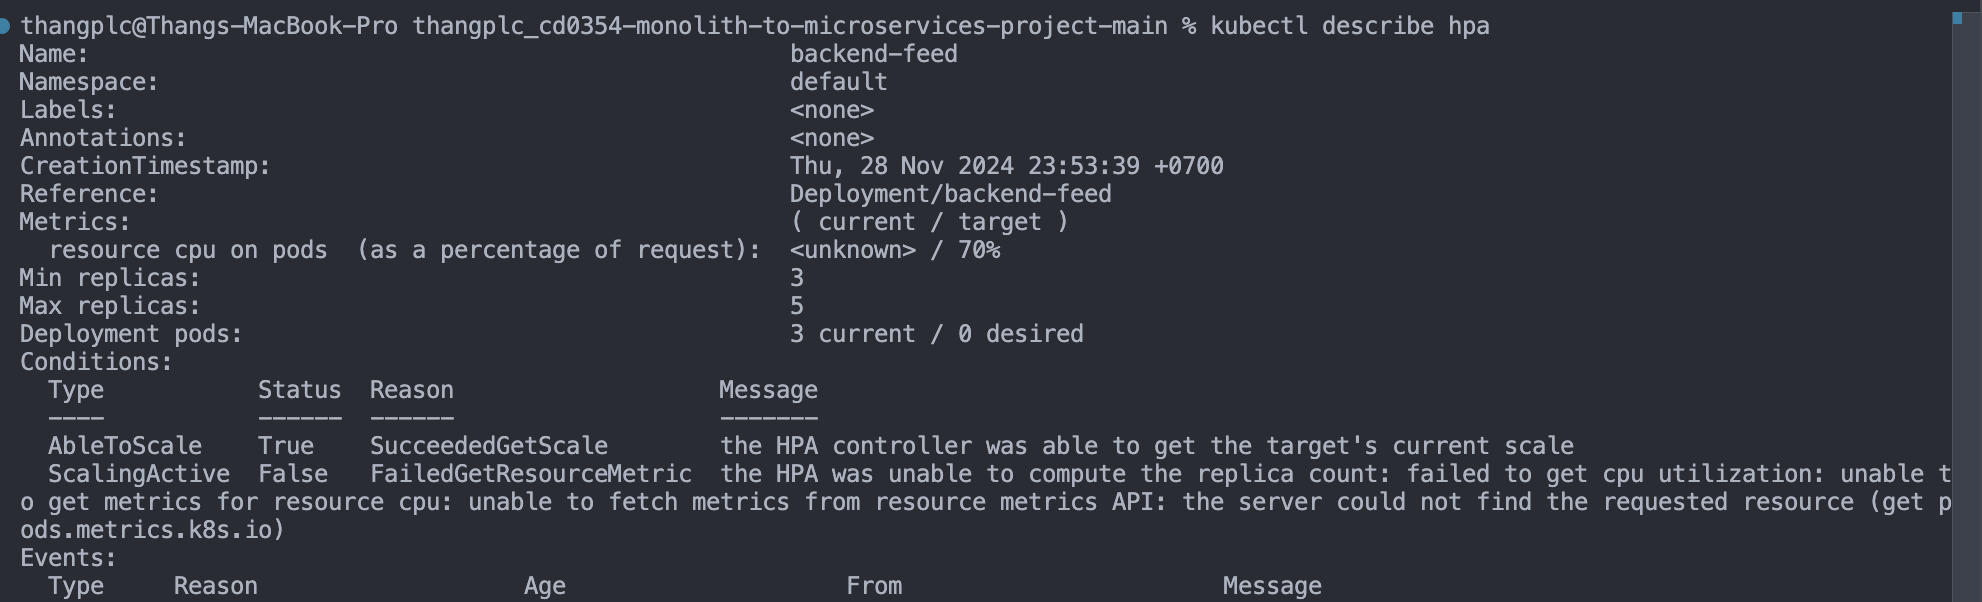 thangplc@Thangs-MacBook-Pro thangplc_cd0354-monolith-to-microservices-project-main % kubectl describe hpa
Name:                                                  backend-feed
Namespace:                                             default
Labels:                                                <none>
Annotations:                                           <none>
CreationTimestamp:                                     Thu, 28 Nov 2024 23:53:39 +0700
Reference:                                             Deployment/backend-feed
Metrics:                                               ( current / target )
  resource cpu on pods  (as a percentage of request):  <unknown> / 70%
Min replicas:                                          3
Max replicas:                                          5
Deployment pods:                                       3 current / 0 desired
Conditions:
  Type           Status  Reason                   Message
  ----           ------  ------                   -------
  AbleToScale    True    SucceededGetScale        the HPA controller was able to get the target's current scale
  ScalingActive  False   FailedGetResourceMetric  the HPA was unable to compute the replica count: failed to get cpu utilization: unable t
o get metrics for resource cpu: unable to fetch metrics from resource metrics API: the server could not find the requested resource (get p
ods.metrics.k8s.io)
Events:
  Type     Reason                   Age                    From                       Message